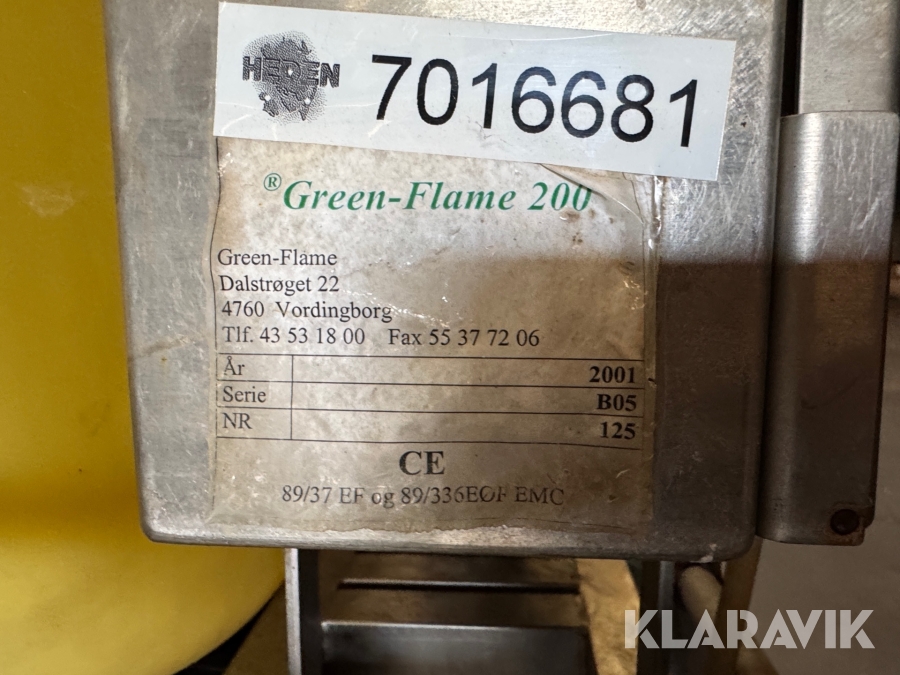 HEDEN 7016681
®Green-Flame 200
Green-Flame
Dalstrøget 22
4760 Vordingborg
Tlf. 43 53 18 00 Fax 55 37 72 06
År 2001
Serie B05
NR 125
CE
89/37 EF og 89/336EØF EMC
KLARAVIK